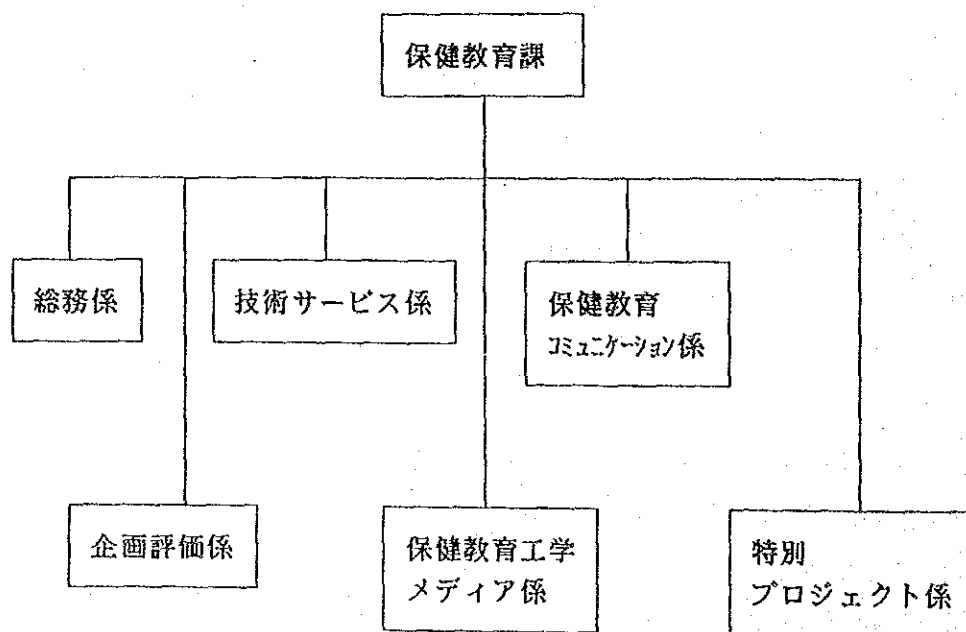 保健教育課
総務係
技術サービス係
保健教育
コミュニケーション係
企画評価係
保健教育工学
メディア係
特別
プロジェクト係